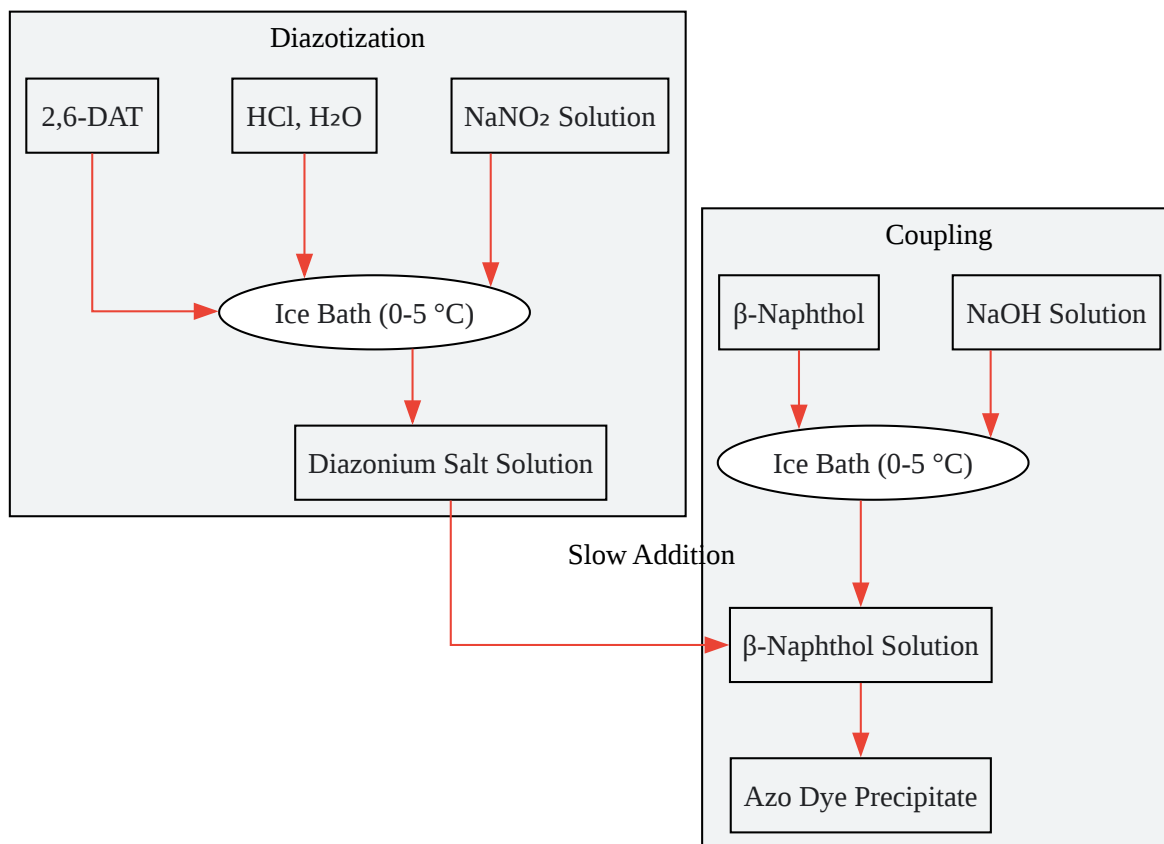 Diazotization
2,6-DAT
HCl, H₂O
NaNO₂ Solution
Ice Bath (0-5 °C)
Diazonium Salt Solution
Slow Addition
Coupling
β-Naphthol
NaOH Solution
Ice Bath (0-5 °C)
β-Naphthol Solution
Azo Dye Precipitate